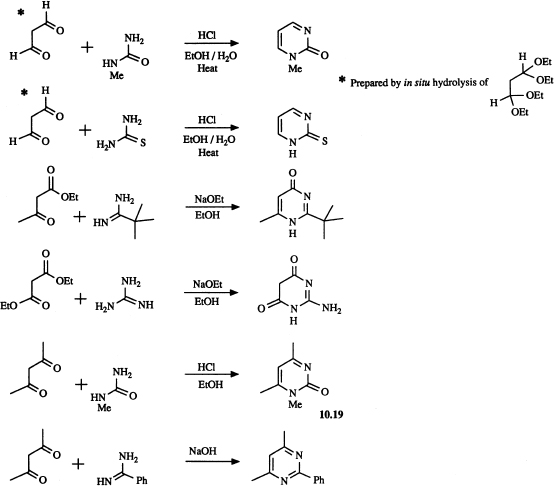 * H O
H O + NH2 HN O Me HCl EtOH / H2O Heat N N O Me
* Prepared by in situ hydrolysis of H OEt OEt H OEt OEt
* H O
H O + NH2 H2N S HCl EtOH / H2O Heat N N S H
O OEt O + NH2 HN NaOEt EtOH O N Me N H
O OEt EtO O + NH2 H2N NH NaOEt EtOH O N O N NH2 H
O O + NH2 HN O Me HCl EtOH N N O Me
10.19
O O + NH2 HN Ph NaOH N N Ph